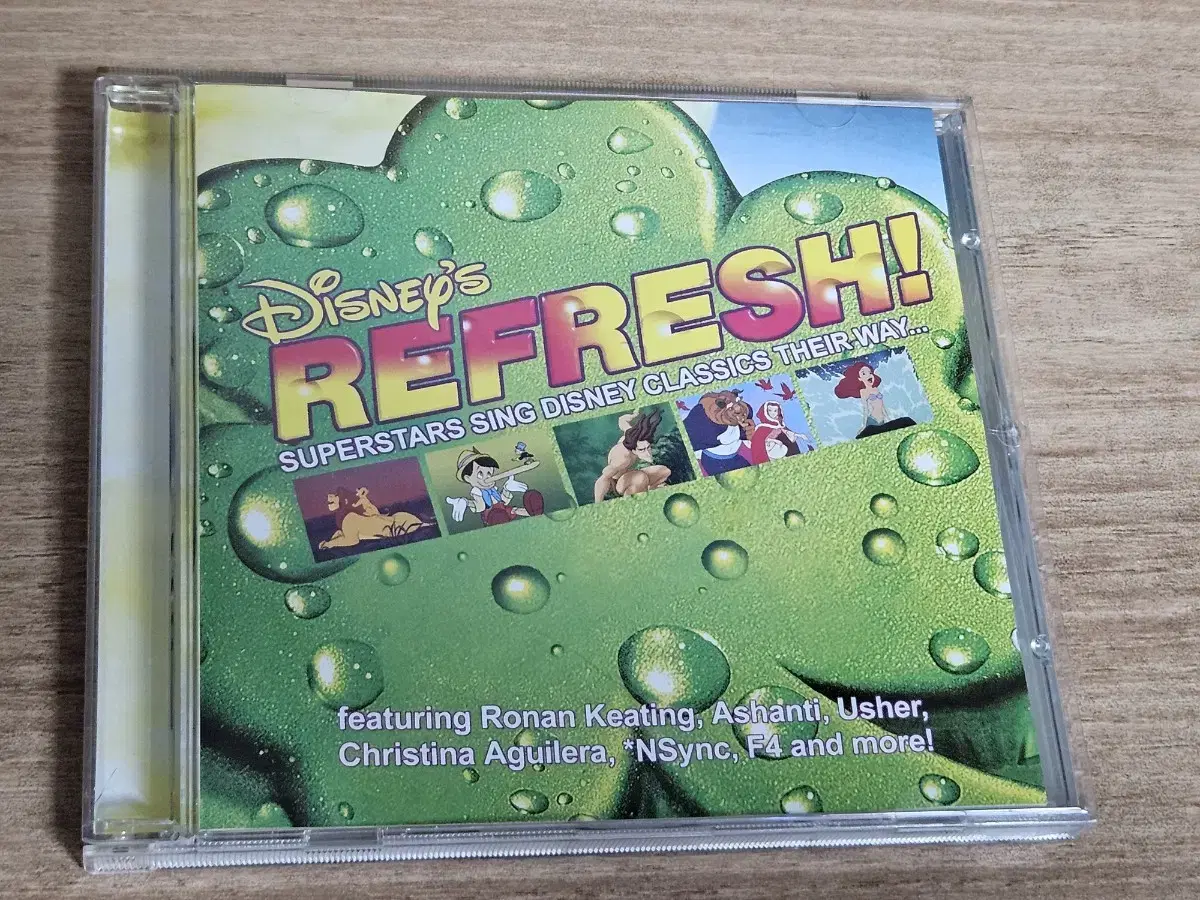 Disney's
REFRESH!
SUPERSTARS SING DISNEY CLASSICS THEIR WAY...
featuring Ronan Keating, Ashanti, Usher,
Christina Aguilera, *NSync, F4 and more!